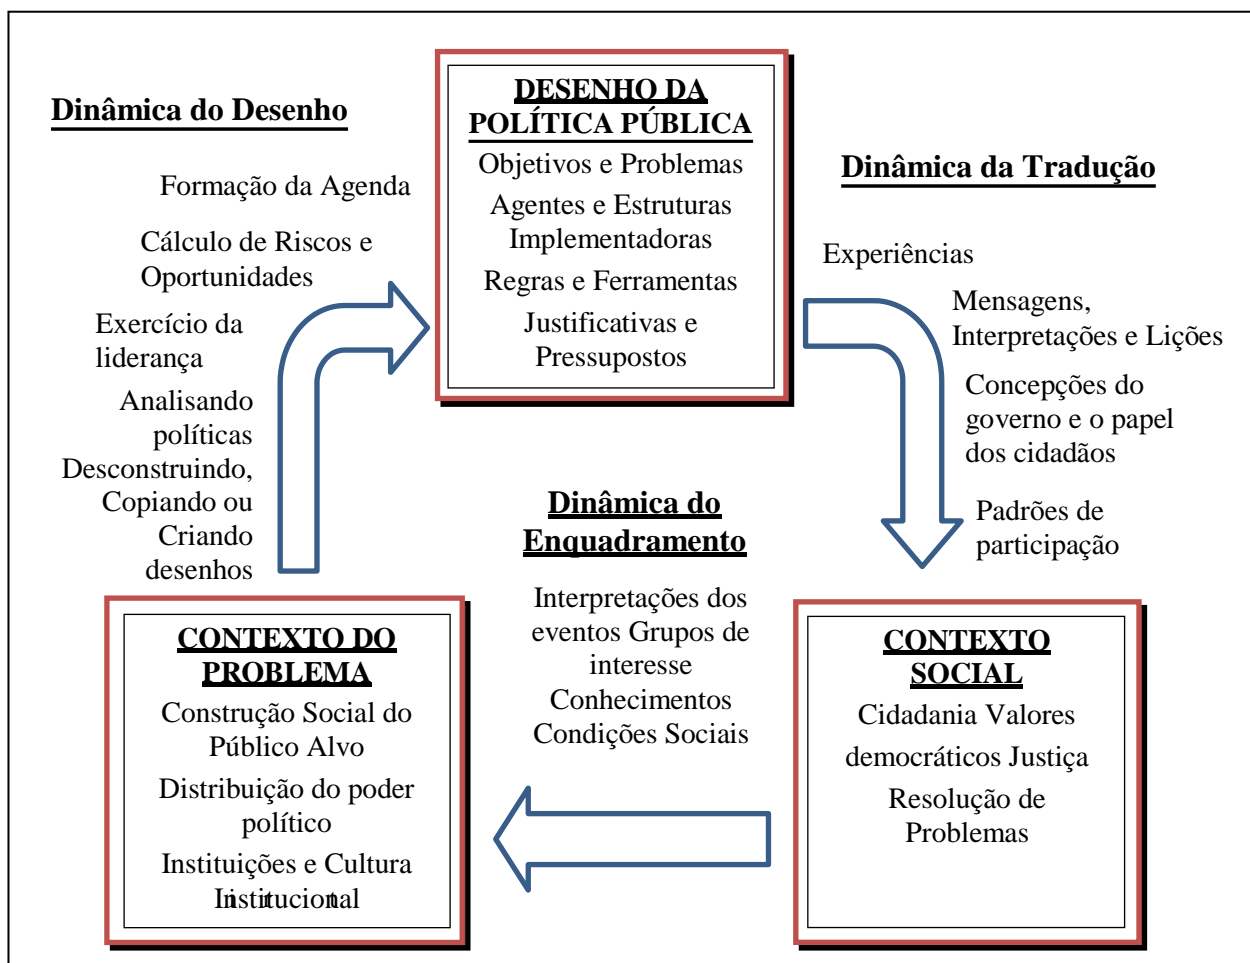 Dinâmica do Desenho
Formação da Agenda
Cálculo de Riscos e
Oportunidades
Exercício da
liderança
Analisando
políticas
Desconstruindo,
Copiando ou
Criando
desenhos
DESENHO DA
POLÍTICA PÚBLICA
Objetivos e Problemas
Agentes e Estruturas
Implementadoras
Regras e Ferramentas
Justificativas e
Pressupostos
Dinâmica da Tradução
Experiências
Mensagens,
Interpretações e Lições
Concepções do
governo e o papel
dos cidadãos
Padrões de
participação
Dinâmica do
Enquadramento
Interpretações dos
eventos Grupos de
interesse
Conhecimentos
Condições Sociais
CONTEXTO DO
PROBLEMA
Construção Social do
Público Alvo
Distribuição do poder
político
Instituições e Cultura
Institucional
CONTEXTO
SOCIAL
Cidadania Valores
democráticos Justiça
Resolução de
Problemas